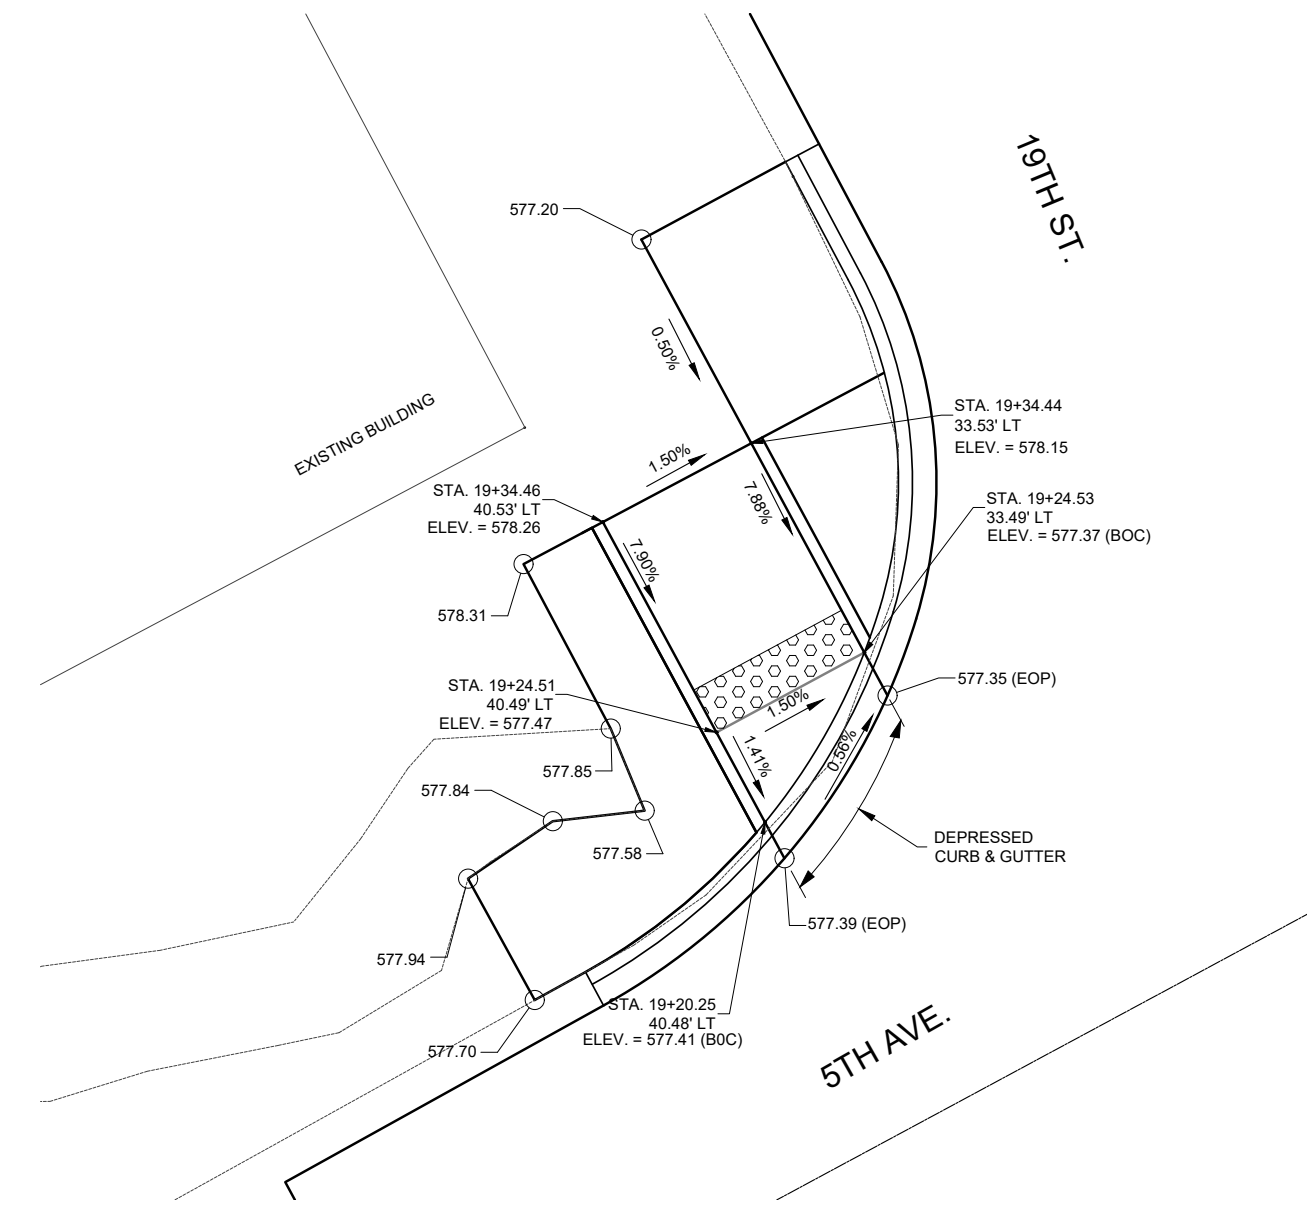 19TH ST.
577.20
0.50%
EXISTING BUILDING
STA. 19+34.44
33.53' LT
ELEV. = 578.15
1.50%
STA. 19+34.46
40.53' LT
ELEV. = 578.26
7.88%
STA. 19+24.53
33.49' LT
ELEV. = 577.37 (BOC)
7.90%
578.31
577.35 (EOP)
STA. 19+24.51
40.49' LT
ELEV. = 577.47
1.50%
1.41%
0.56%
577.85
577.84
577.58
DEPRESSED
CURB & GUTTER
577.39 (EOP)
577.94
STA. 19+20.25
40.48' LT
ELEV. = 577.41 (B0C)
577.70
5TH AVE.